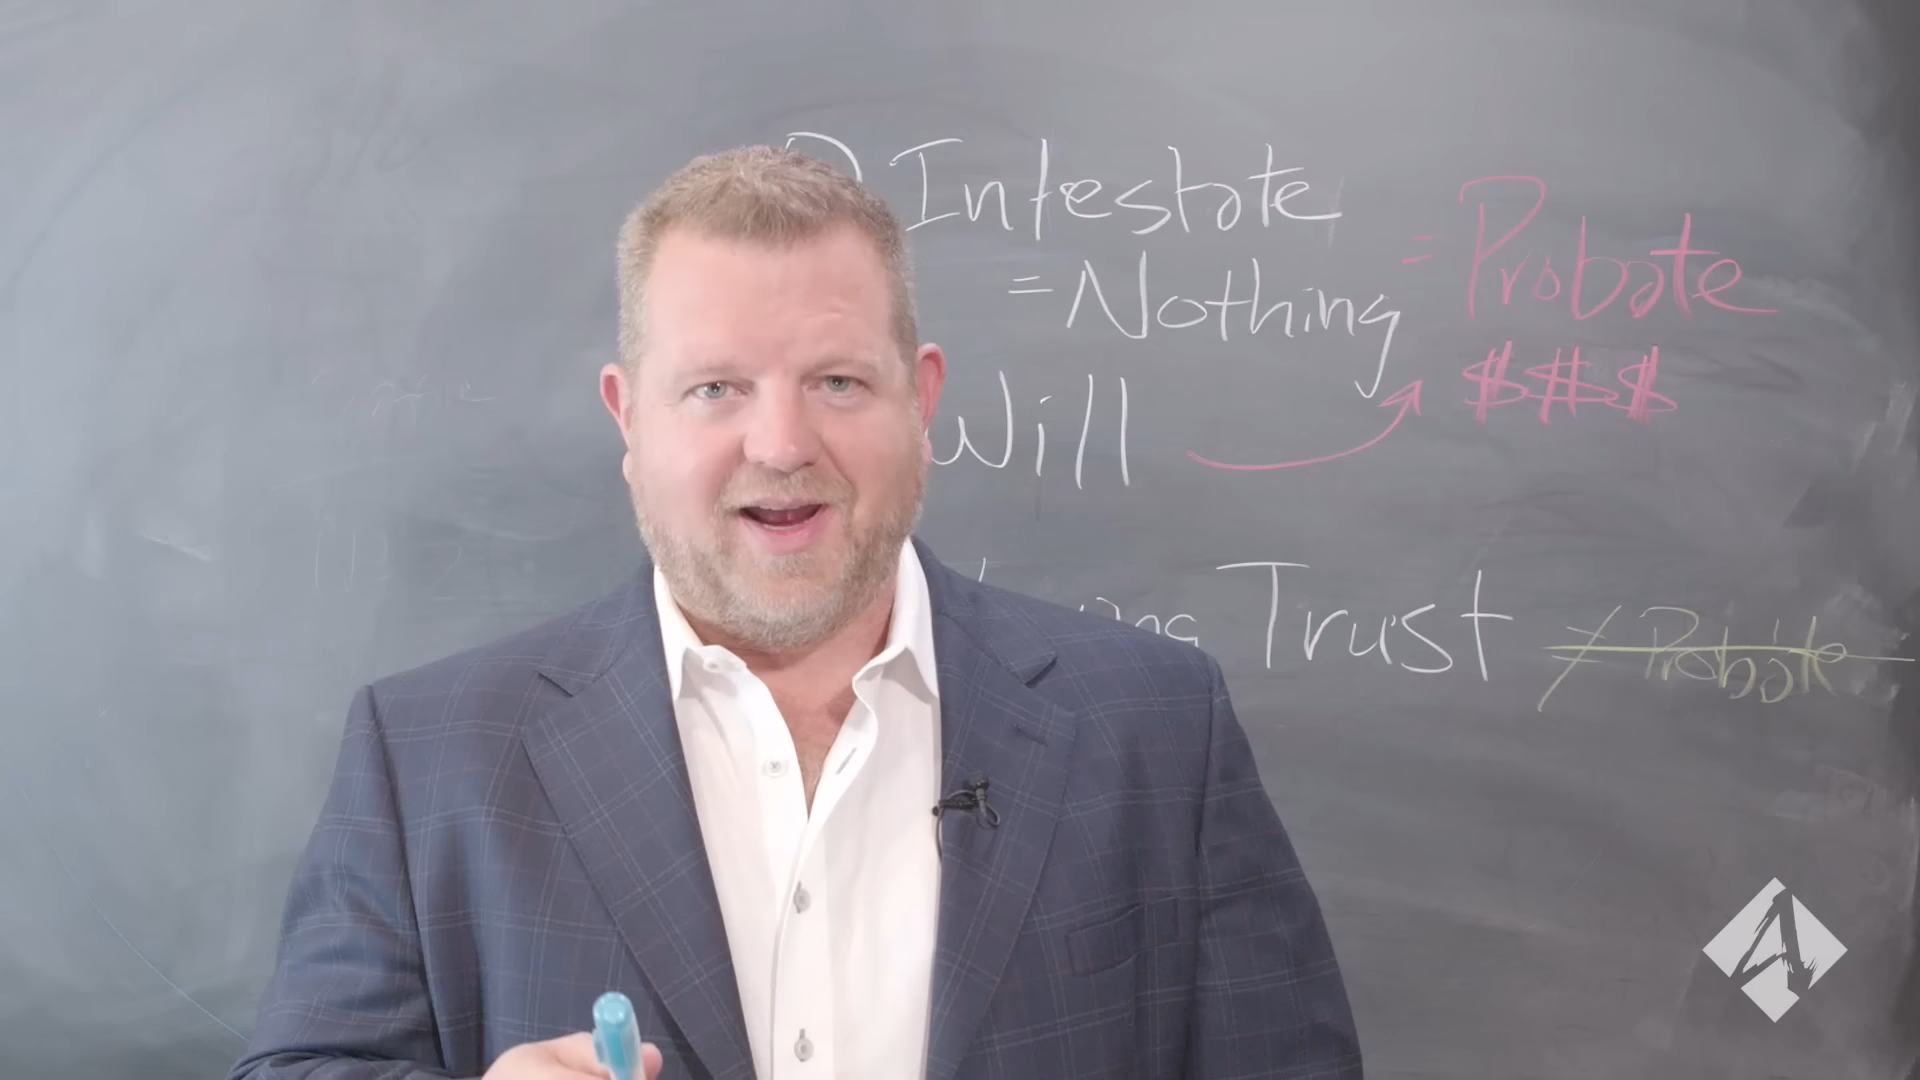 Intestate
= Nothing = Probate
$$$
Will
Trust ≠ Probate
A